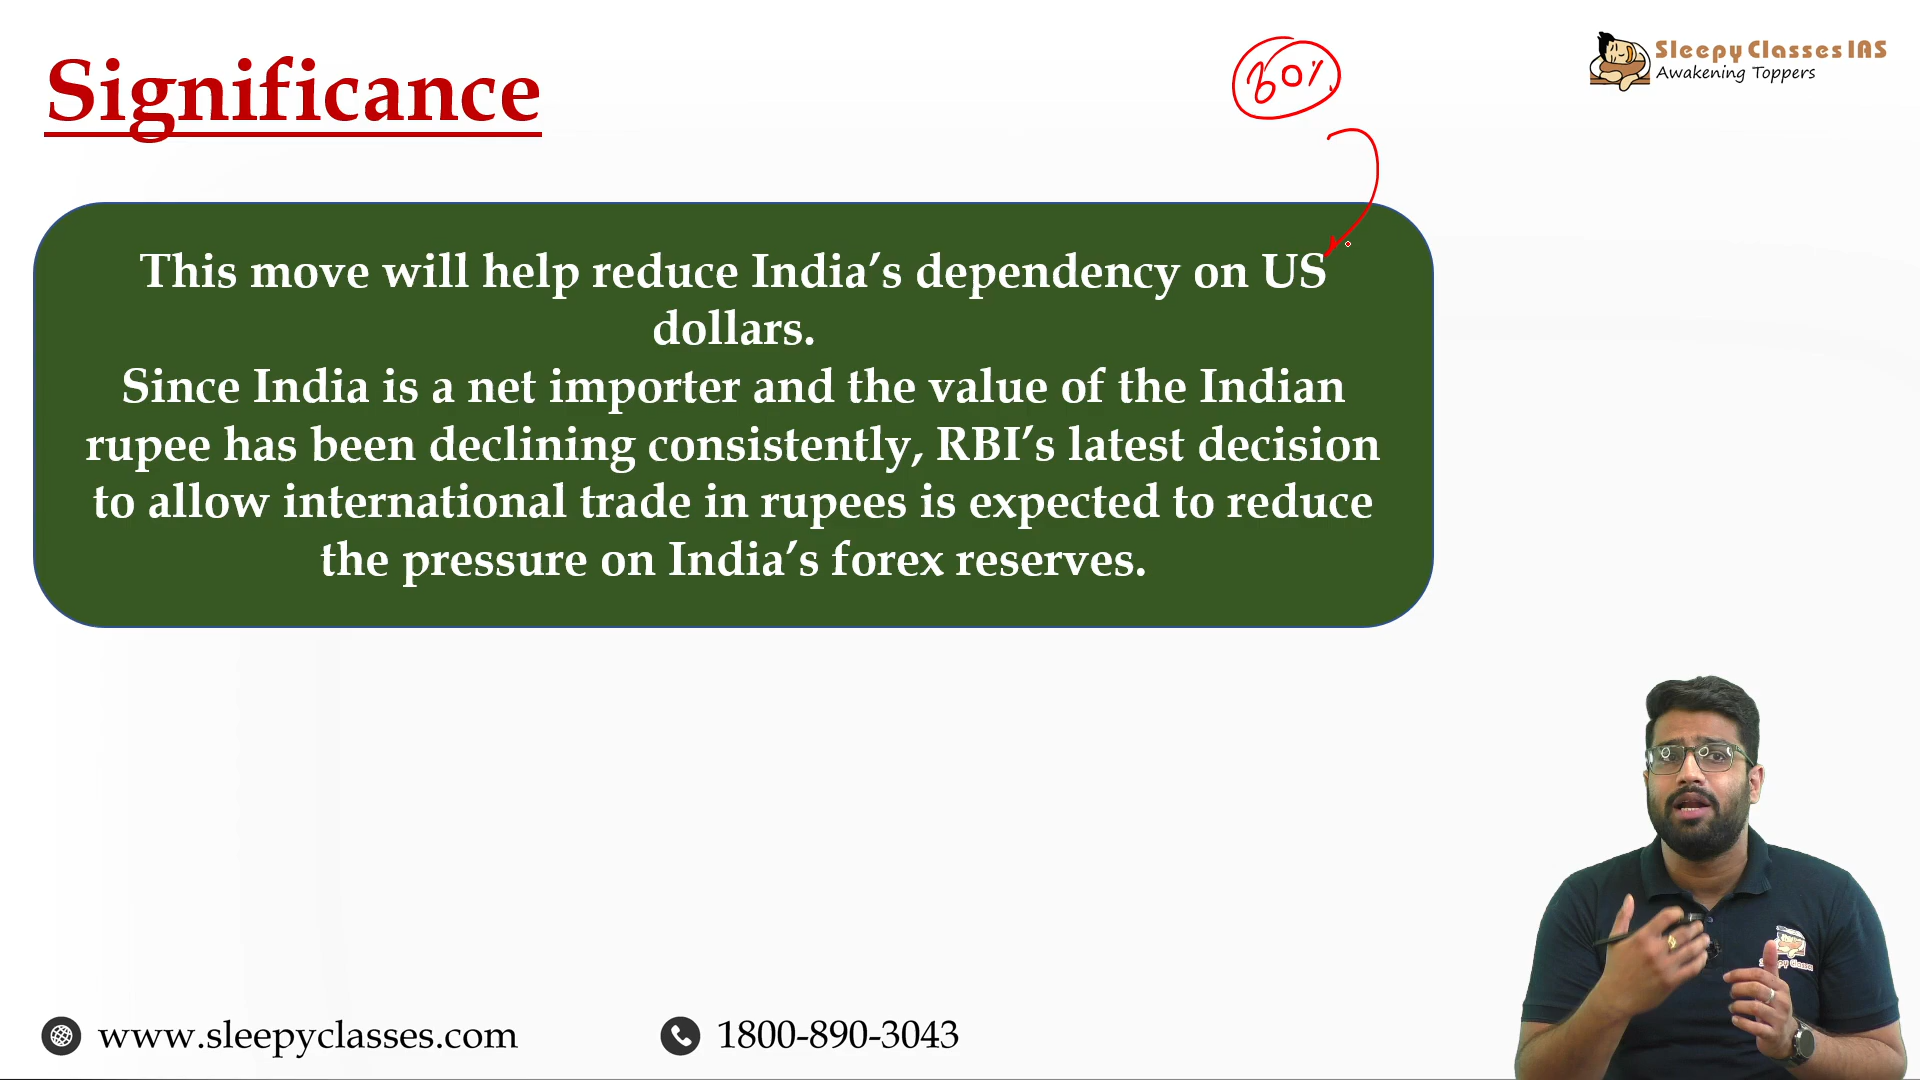 Significance
Sleepy Classes IAS
Awakening Toppers
This move will help reduce India’s dependency on US
dollars.
Since India is a net importer and the value of the Indian
rupee has been declining consistently, RBI’s latest decision
to allow international trade in rupees is expected to reduce
the pressure on India’s forex reserves.
www.sleepyclasses.com
1800-890-3043